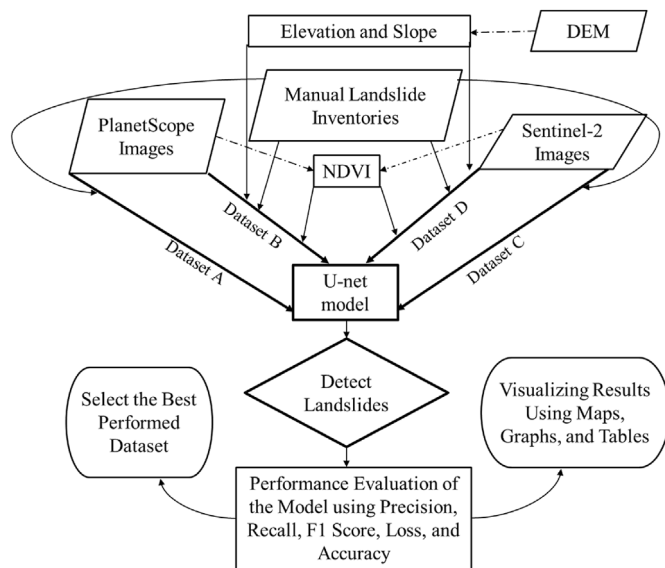 Elevation and Slope
DEM
Manual Landslide
Inventories
PlanetScope
Images
Sentinel-2
Images
NDVI
Dataset A
Dataset B
Dataset D
Dataset C
U-net
model
Detect
Landslides
Select the Best
Performed
Dataset
Visualizing Results
Using Maps,
Graphs, and Tables
Performance Evaluation of
the Model using Precision,
Recall, F1 Score, Loss, and
Accuracy